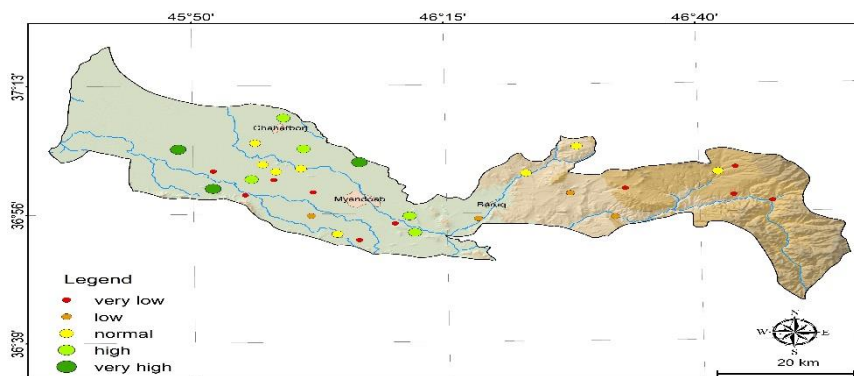 45°50' 46°15' 46°40'
37°13'
Chaharborj
Myandoab
Baruq
36°56'
Legend
very low
low
normal
high
very high
36°39'
N
W E
S
20 km